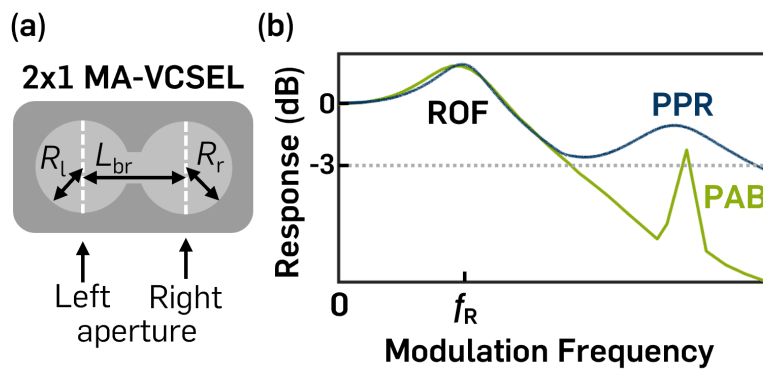 (a)
2x1 MA-VCSEL
Rl
Lbr
Rr
Left
Right
aperture
(b)
Response (dB)
0
-3
ROF
PPR
PAB
0
fR
Modulation Frequency